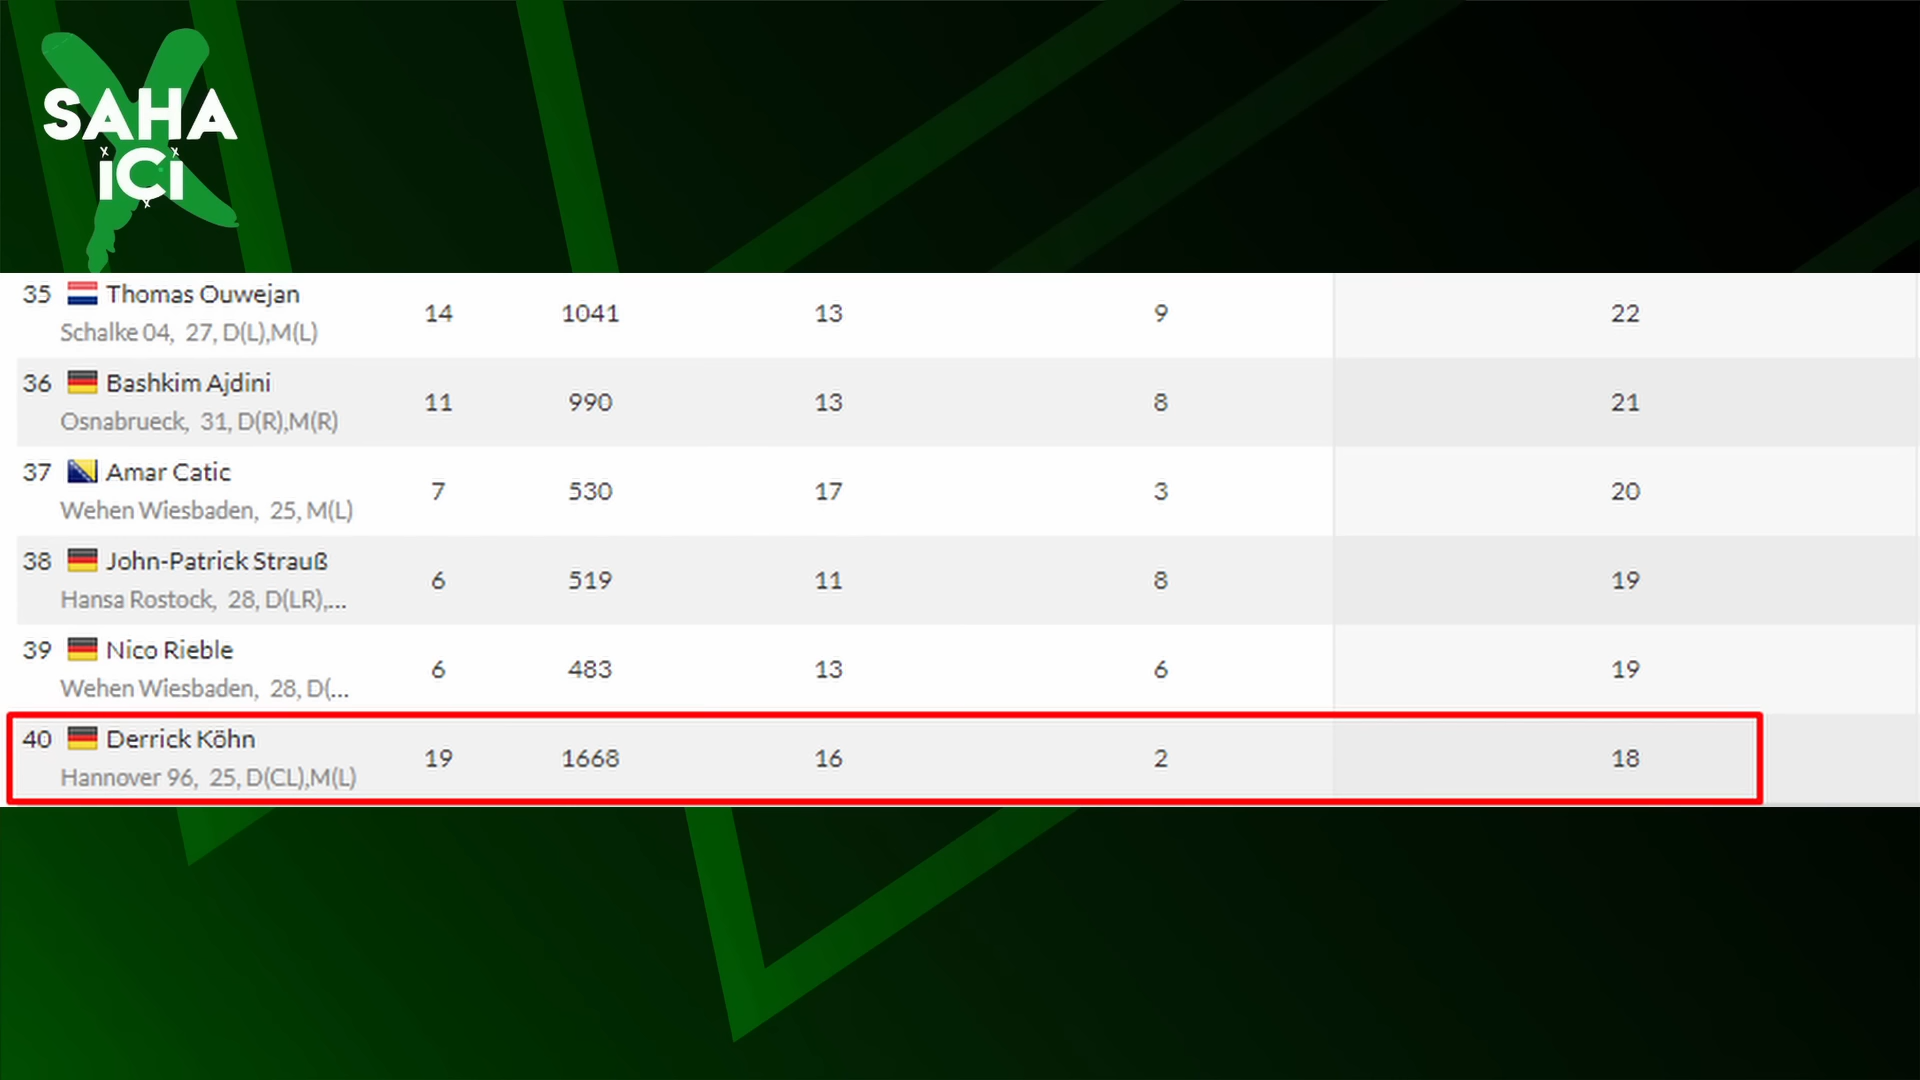 SAHA
iÇi
35 Thomas Ouwejan 14 1041 13 9 22
Schalke 04, 27, D(L),M(L)
36 Bashkim Ajdini 11 990 13 8 21
Osnabrueck, 31, D(R),M(R)
37 Amar Catic 7 530 17 3 20
Wehen Wiesbaden, 25, M(L)
38 John-Patrick Strauß 6 519 11 8 19
Hansa Rostock, 28, D(LR),...
39 Nico Rieble 6 483 13 6 19
Wehen Wiesbaden, 28, D(...
40 Derrick Köhn 19 1668 16 2 18
Hannover 96, 25, D(CL),M(L)